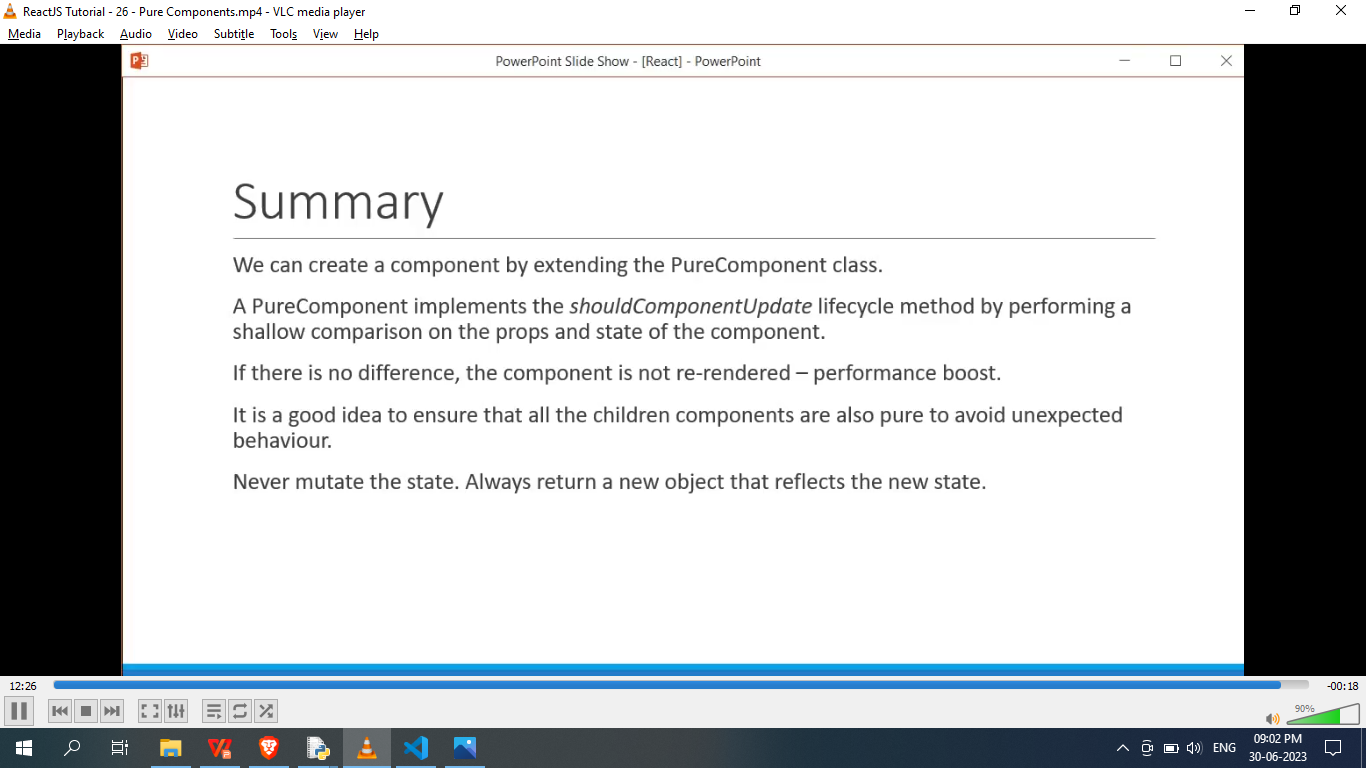 ReactJS Tutorial - 26 - Pure Components.mp4 - VLC media player
Media Playback Audio Video Subtitle Tools View Help
PowerPoint Slide Show - [React] - PowerPoint
Summary
We can create a component by extending the PureComponent class.
A PureComponent implements the shouldComponentUpdate lifecycle method by performing a
shallow comparison on the props and state of the component.
If there is no difference, the component is not re-rendered – performance boost.
It is a good idea to ensure that all the children components are also pure to avoid unexpected
behaviour.
Never mutate the state. Always return a new object that reflects the new state.
12:26 -00:18
90%
ENG 09:02 PM
30-06-2023